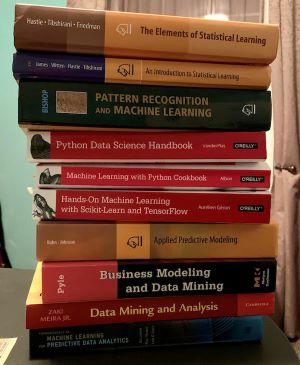 Hastie · Tibshirani · Friedman
The Elements of Statistical Learning
James · Witten · Hastie · Tibshirani
An Introduction to Statistical Learning
BISHOP
PATTERN RECOGNITION
AND MACHINE LEARNING
Python Data Science Handbook
VanderPlas
O'REILLY
Machine Learning with Python Cookbook
Albon
O'REILLY
Hands-On Machine Learning
with Scikit-Learn and TensorFlow
Aurélien Géron
O'REILLY
Kuhn · Johnson
Applied Predictive Modeling
Pyle
Business Modeling
and Data Mining
ZAKI
MEIRA JR.
Data Mining and Analysis
CAMBRIDGE
FUNDAMENTALS OF
MACHINE LEARNING
FOR PREDICTIVE DATA ANALYTICS